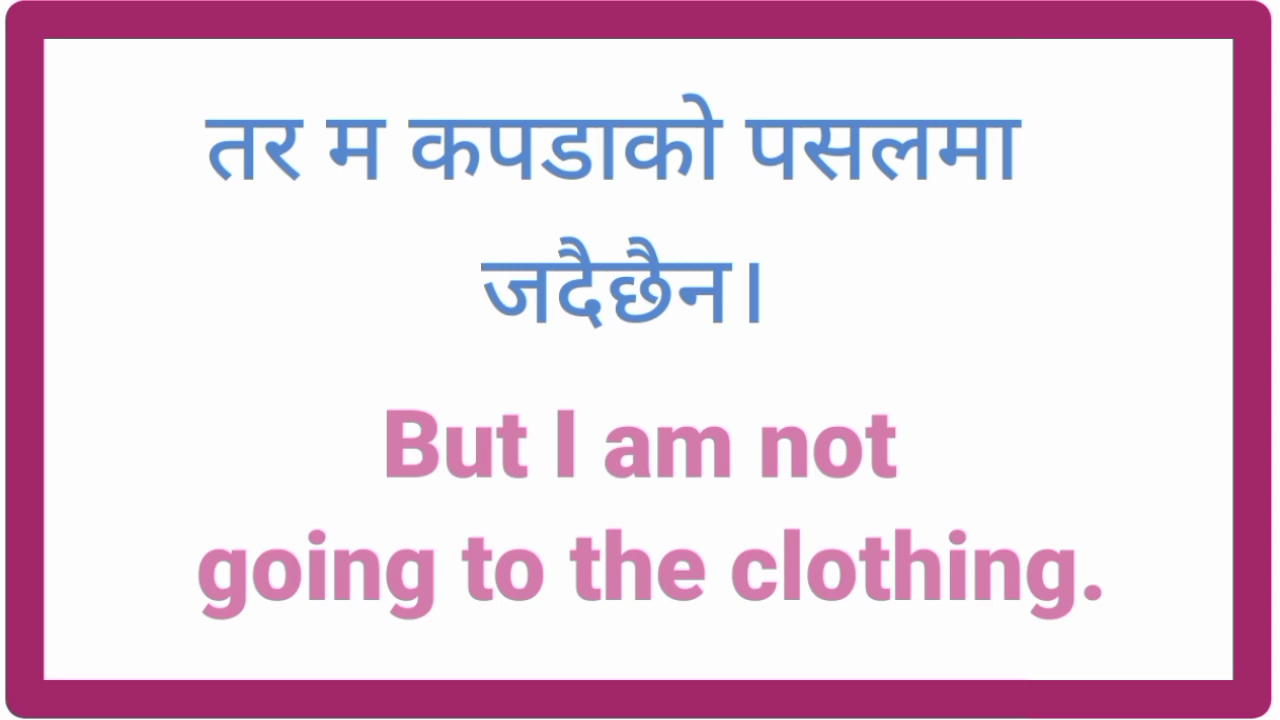 तर म कपडाको पसलमा
जदैछैन।
But I am not
going to the clothing.